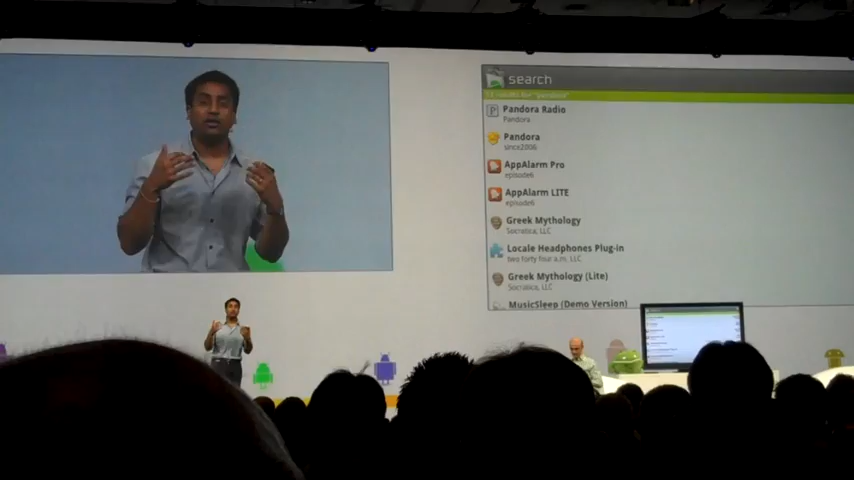 search
Pandora Radio
Pandora
Pandora
since2006
AppAlarm Pro
episode6
AppAlarm LITE
episode6
Greek Mythology
Socratica, LLC
Locale Headphones Plug-in
two forty four a.m. LLC
Greek Mythology (Lite)
Socratica, LLC
MusicSleep (Demo Version)